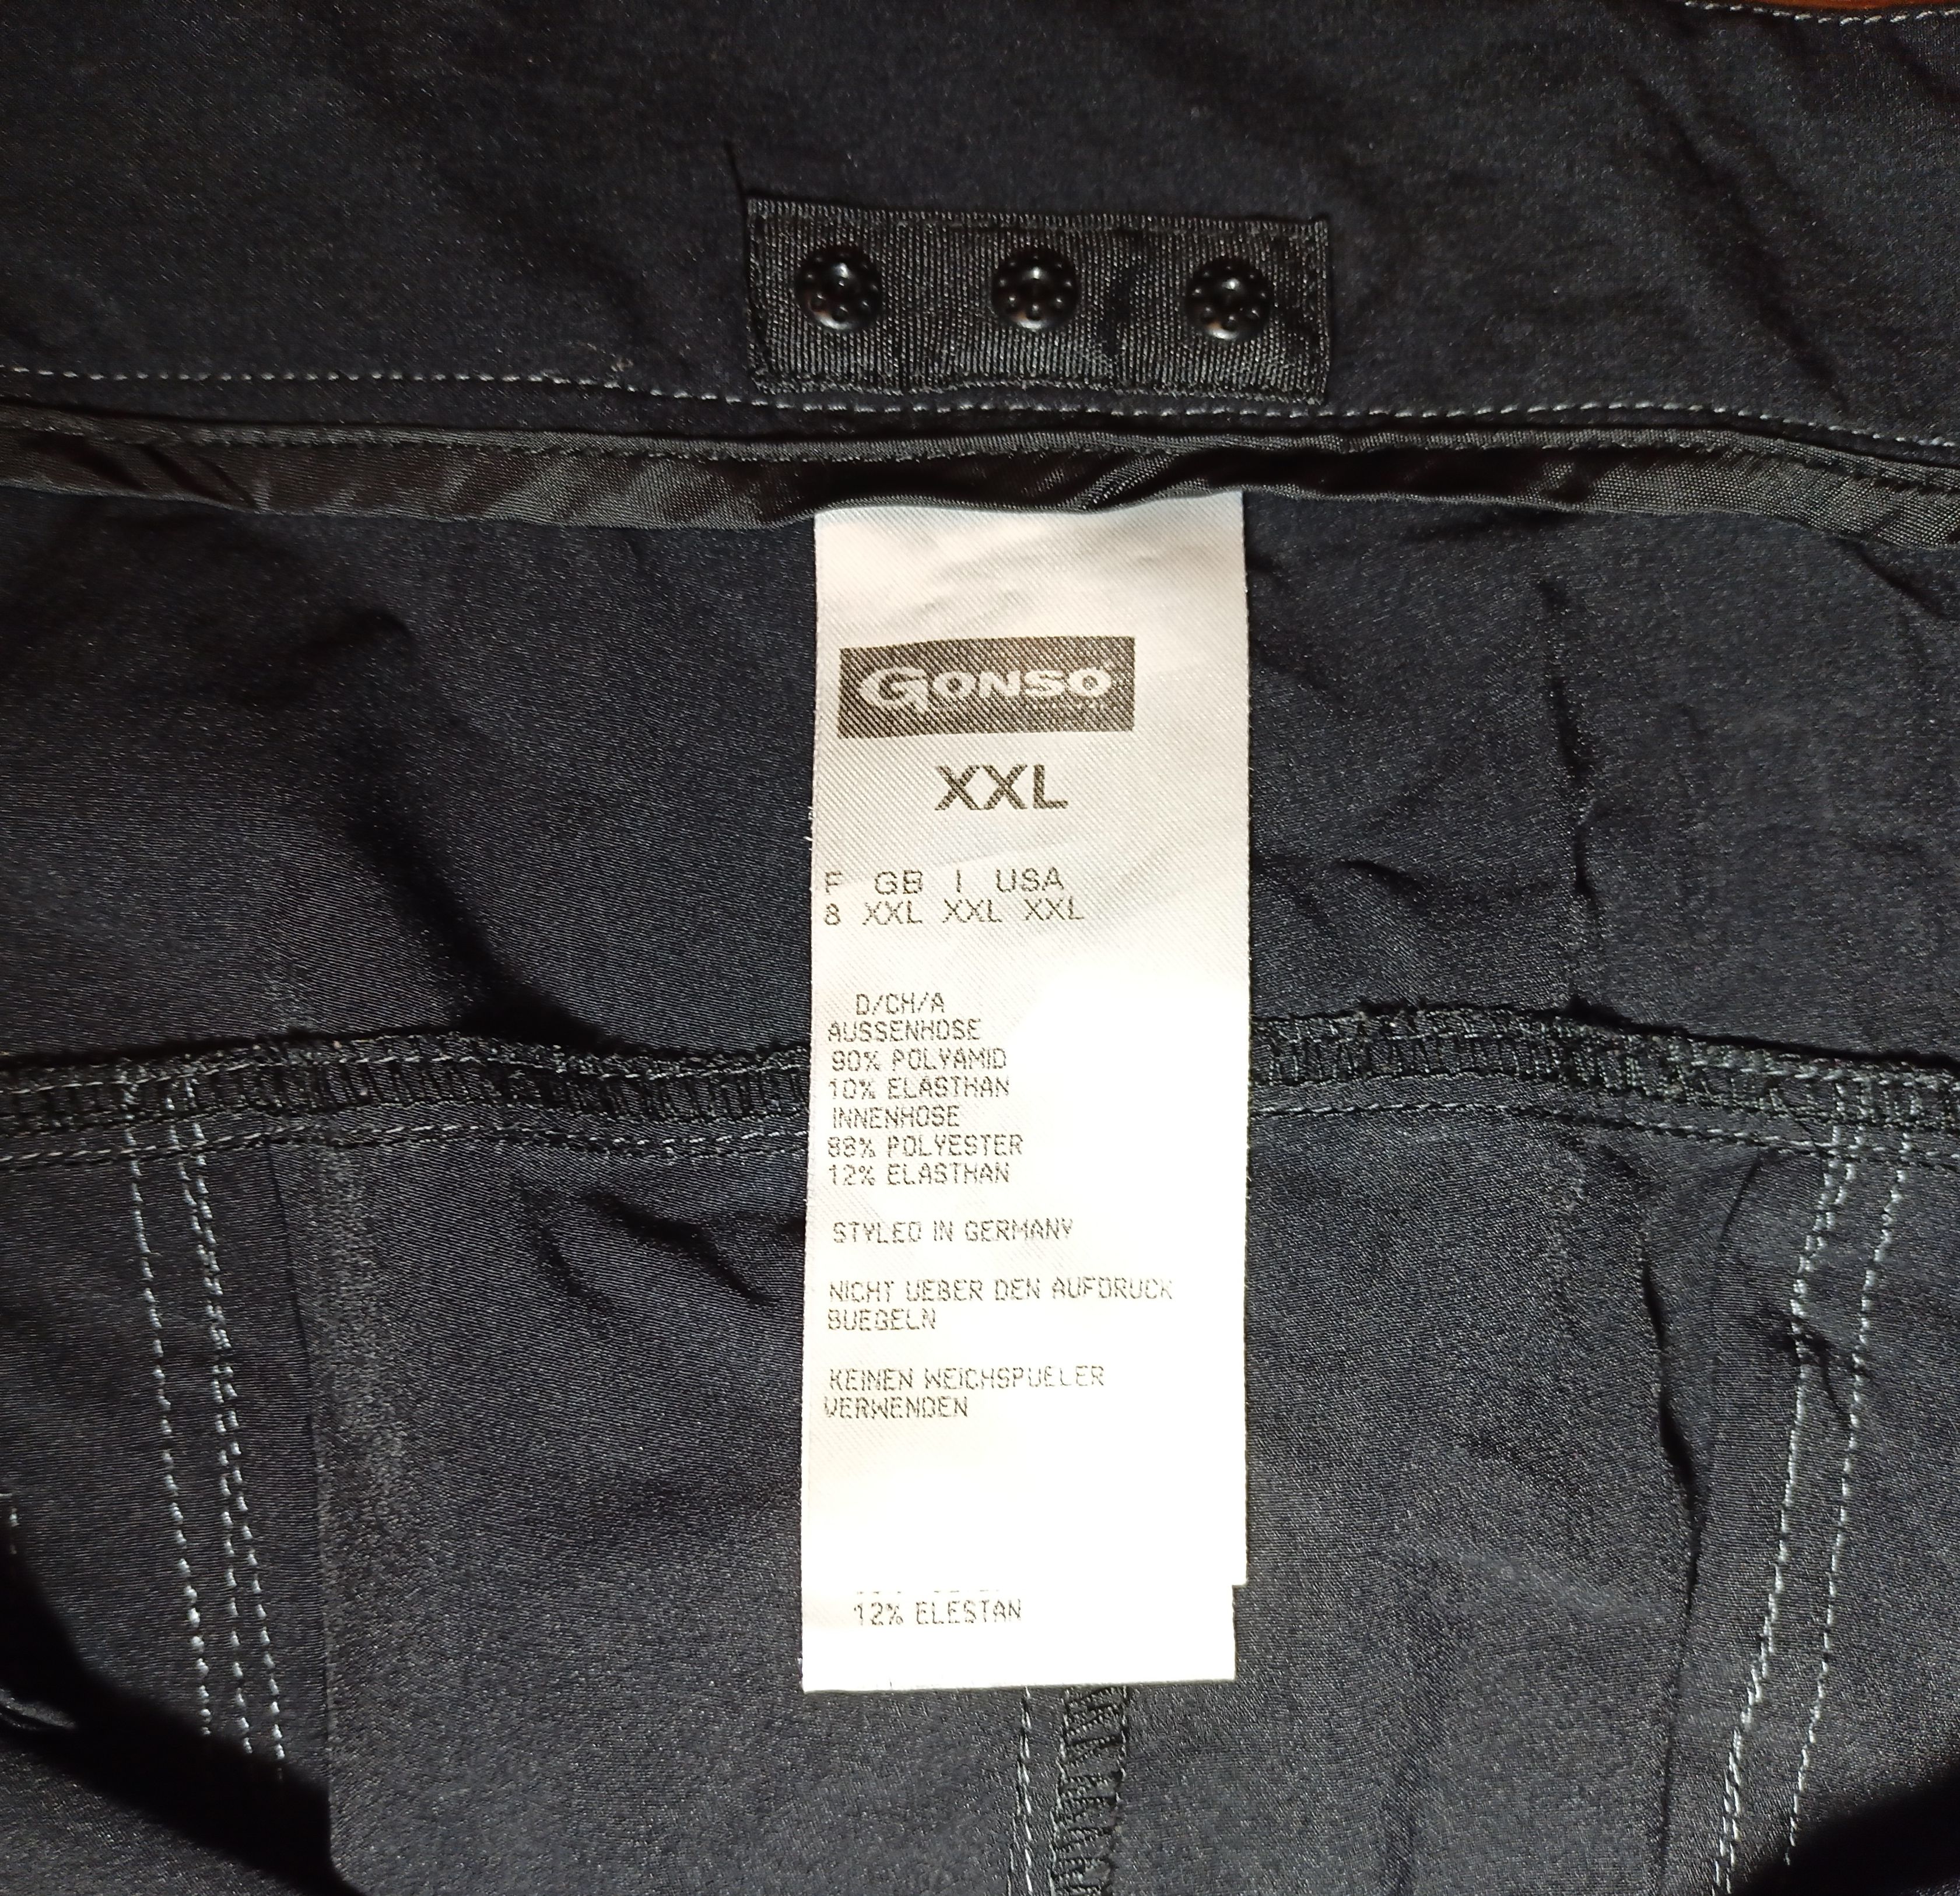 GONSO
XXL
F GB I USA
8 XXL XXL XXL
D/CH/A
AUSSENHOSE
90% POLYAMID
10% ELASTHAN
INNENHOSE
88% POLYESTER
12% ELASTHAN
STYLED IN GERMANY
NICHT UEBER DEN AUFDRUCK
BUEGELN
KEINEN WEICHSPUELER
VERWENDEN
12% ELESTAN